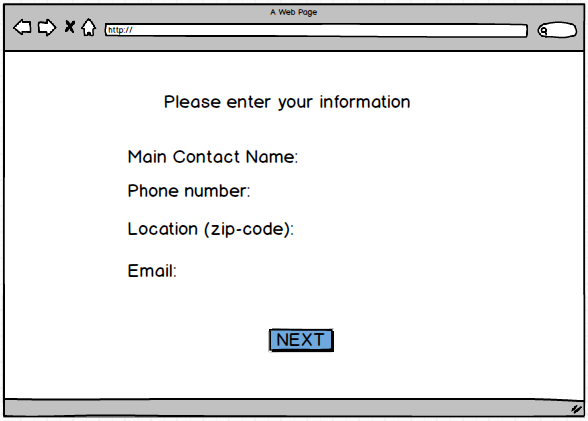 A Web Page
http://
Please enter your information
Main Contact Name:
Phone number:
Location (zip-code):
Email:
NEXT